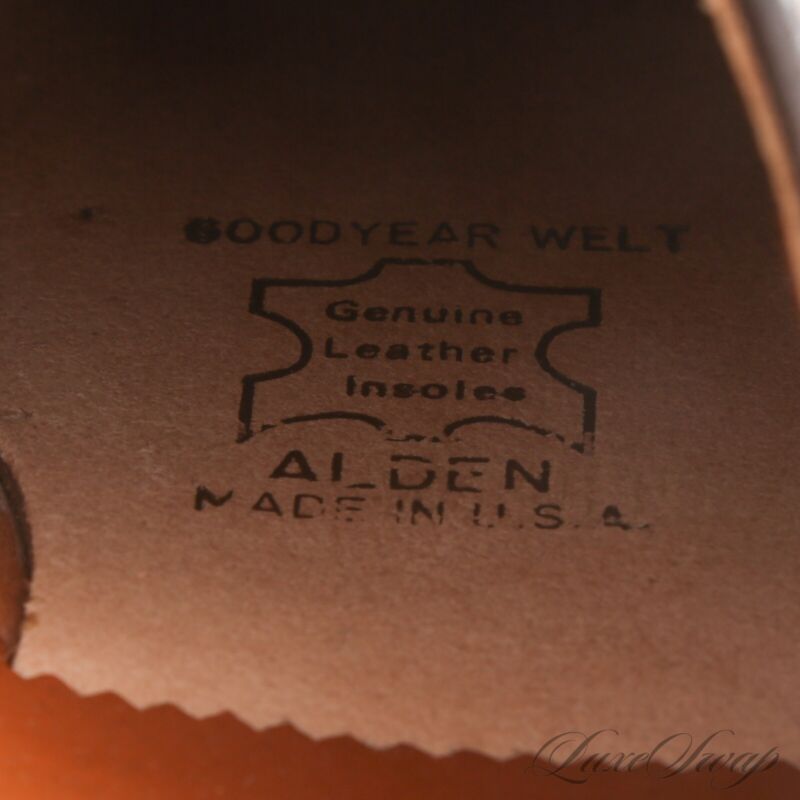 GOODYEAR WELT
Genuine
Leather
Insoles
ALDEN
MADE IN U.S.A.
LuxeSwap